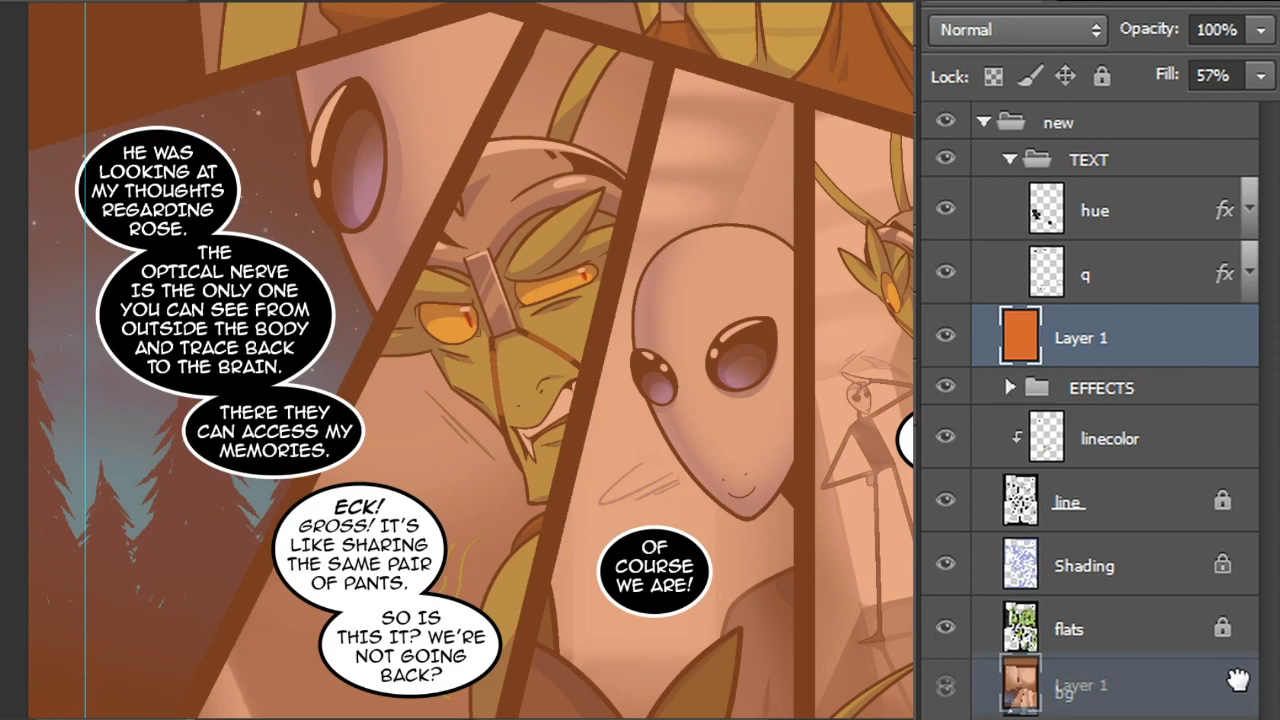 HE WAS
LOOKING AT
MY THOUGHTS
REGARDING
ROSE.
THE
OPTICAL NERVE
IS THE ONLY ONE
YOU CAN SEE FROM
OUTSIDE THE BODY
AND TRACE BACK
TO THE BRAIN.
THERE THEY
CAN ACCESS MY
MEMORIES.
ECK!
GROSS! IT'S
LIKE SHARING
THE SAME PAIR
OF PANTS.
SO IS
THIS IT? WE'RE
NOT GOING
BACK?
OF
COURSE
WE ARE!
Normal Opacity: 100%
Lock: Fill: 57%
new
TEXT
hue fx
q fx
Layer 1
EFFECTS
linecolor
line
Shading
flats
Layer 1
bg